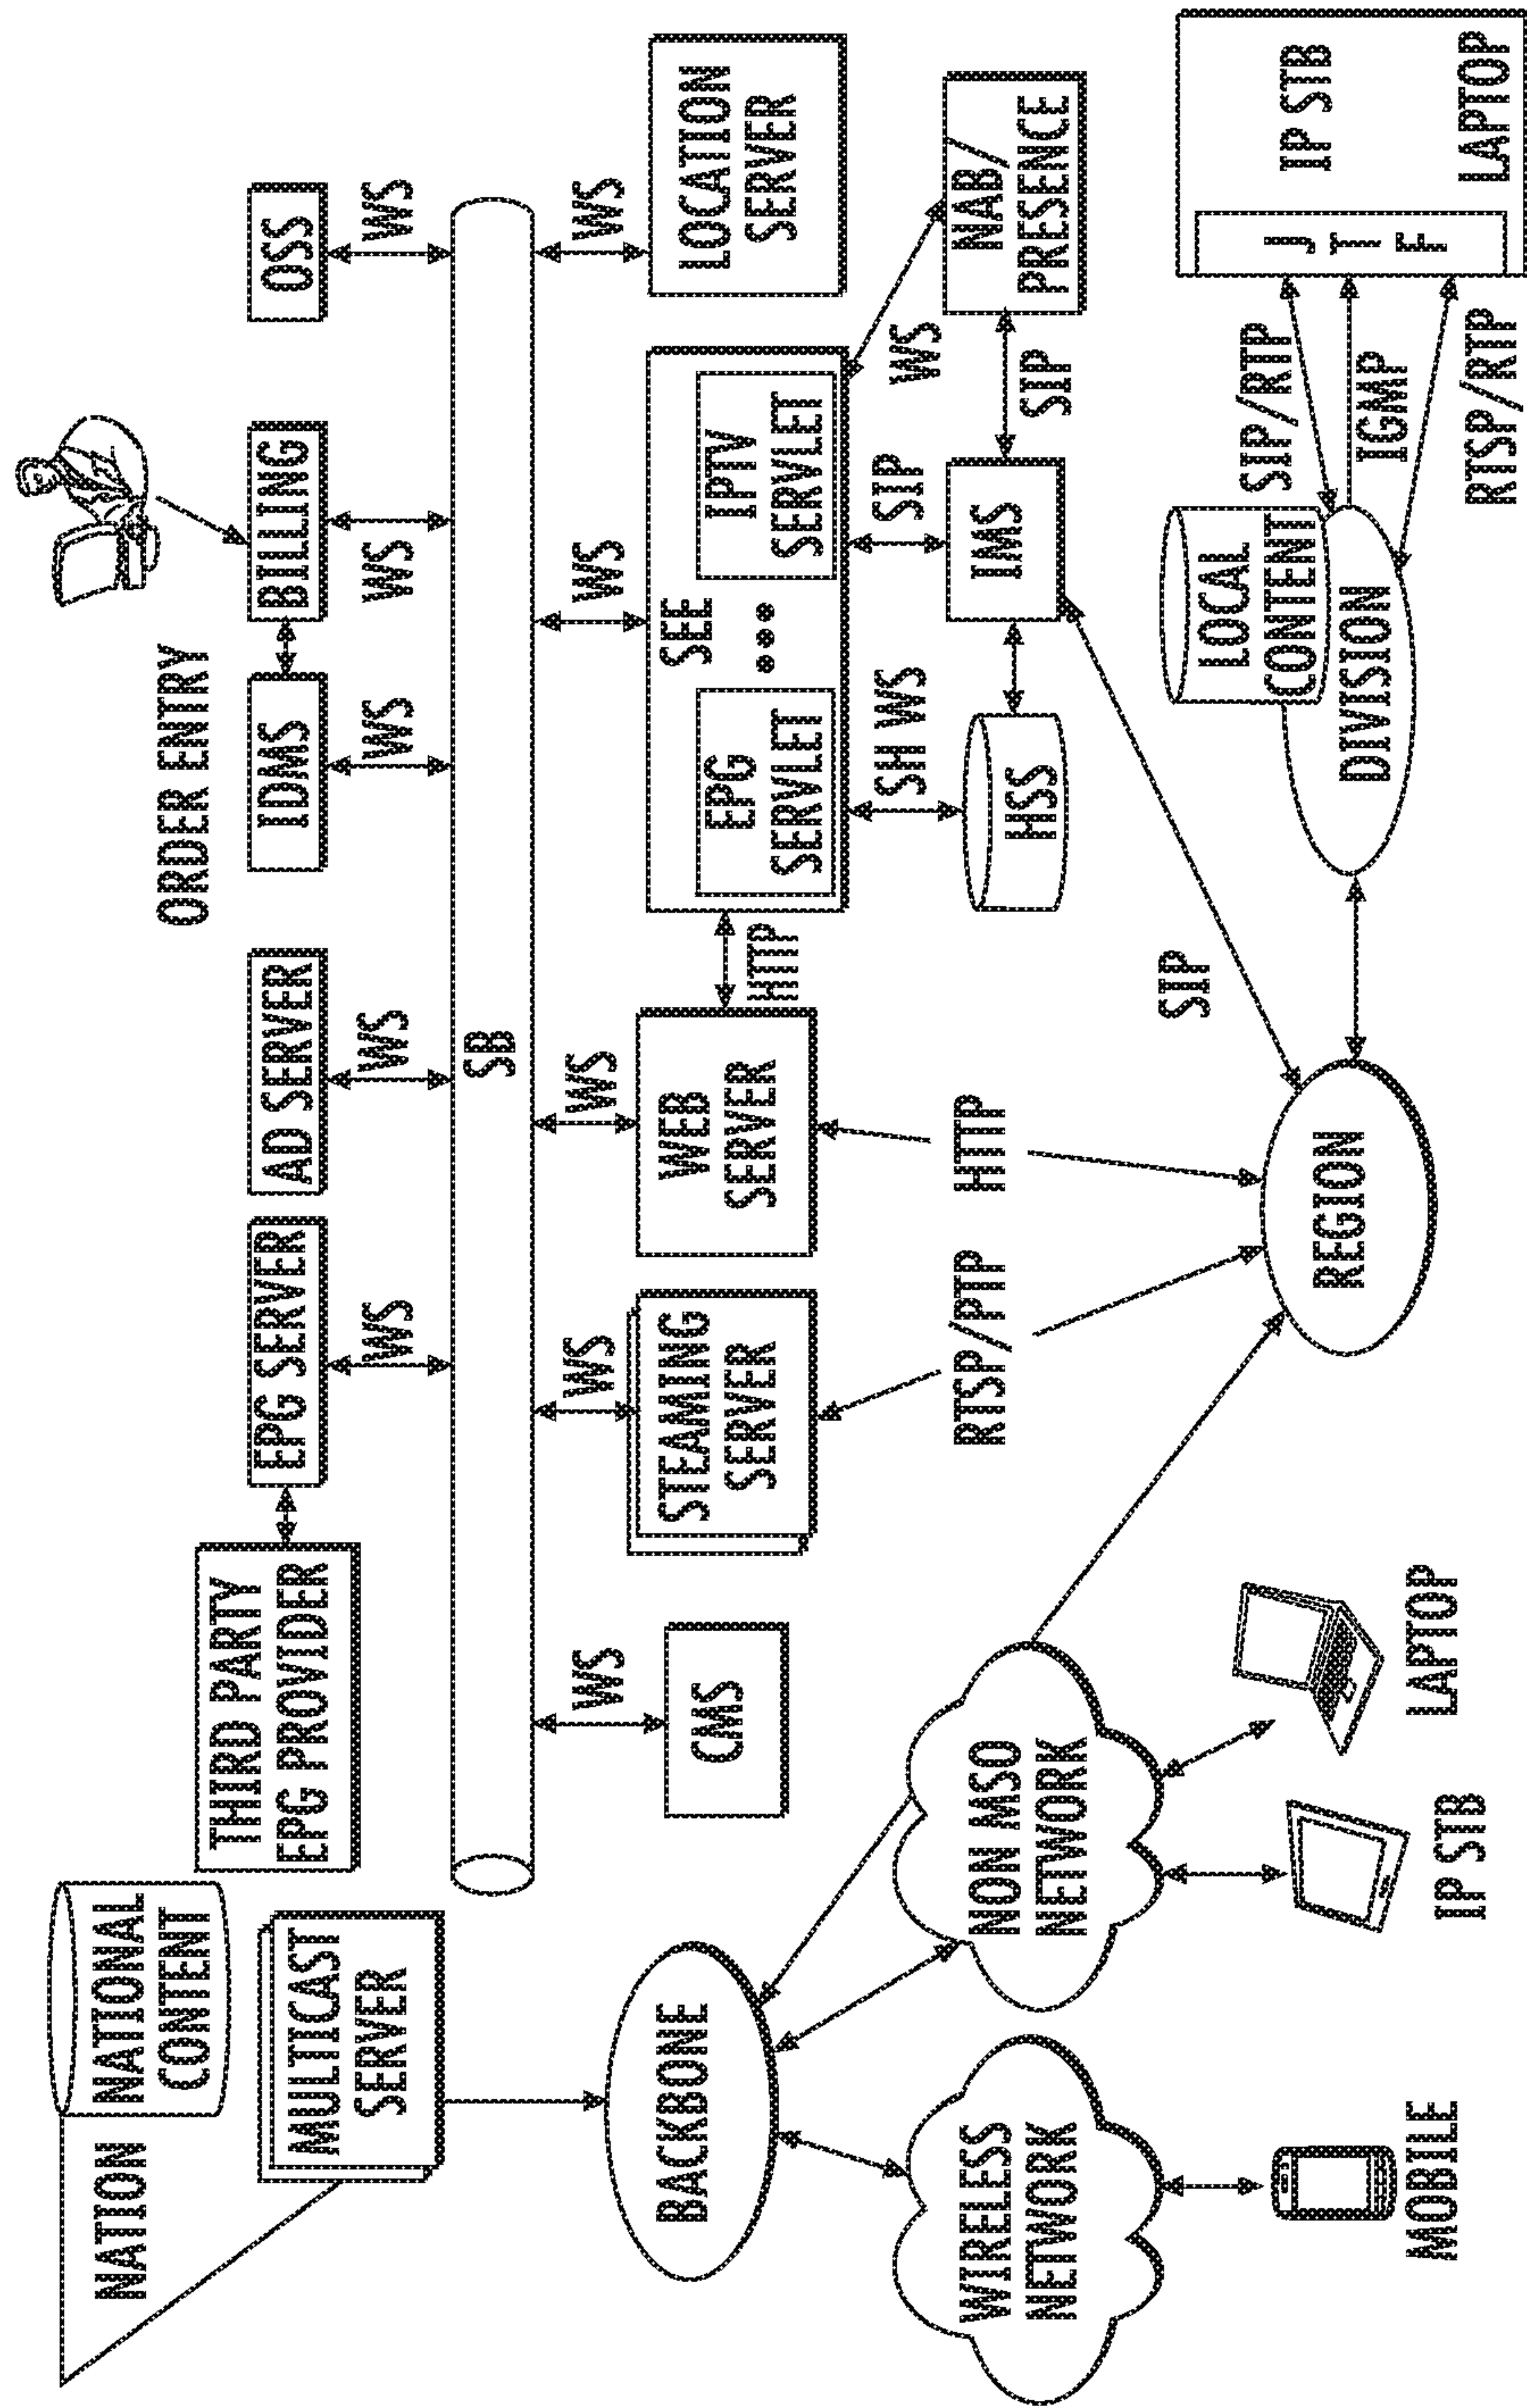 NATION
NATIONAL
CONTENT
MULTICAST
SERVER
THIRD PARTY
EPG PROVIDER
EPG SERVER
AD SERVER
ORDER ENTRY
IDMS
BILLING
OSS
WS
WS
WS
WS
WS
SB
WS
WS
WS
WS
WS
CMS
STEAMING
SERVER
WEB
SERVER
HTTP
SEE
EPG
SERVLET
IPTV
SERVLET
LOCATION
SERVER
BACKBONE
RTSP/PTP
HTTP
SH WS
SIP
WS
HSS
IMS
SIP
NAB/
PRESENCE
WIRELESS
NETWORK
NON MSO
NETWORK
SIP
REGION
LOCAL
CONTENT
DIVISION
SIP/RTP
IGMP
RTSP/RTP
J
T
I
F
IP STB
LAPTOP
MOBILE
IP STB
LAPTOP